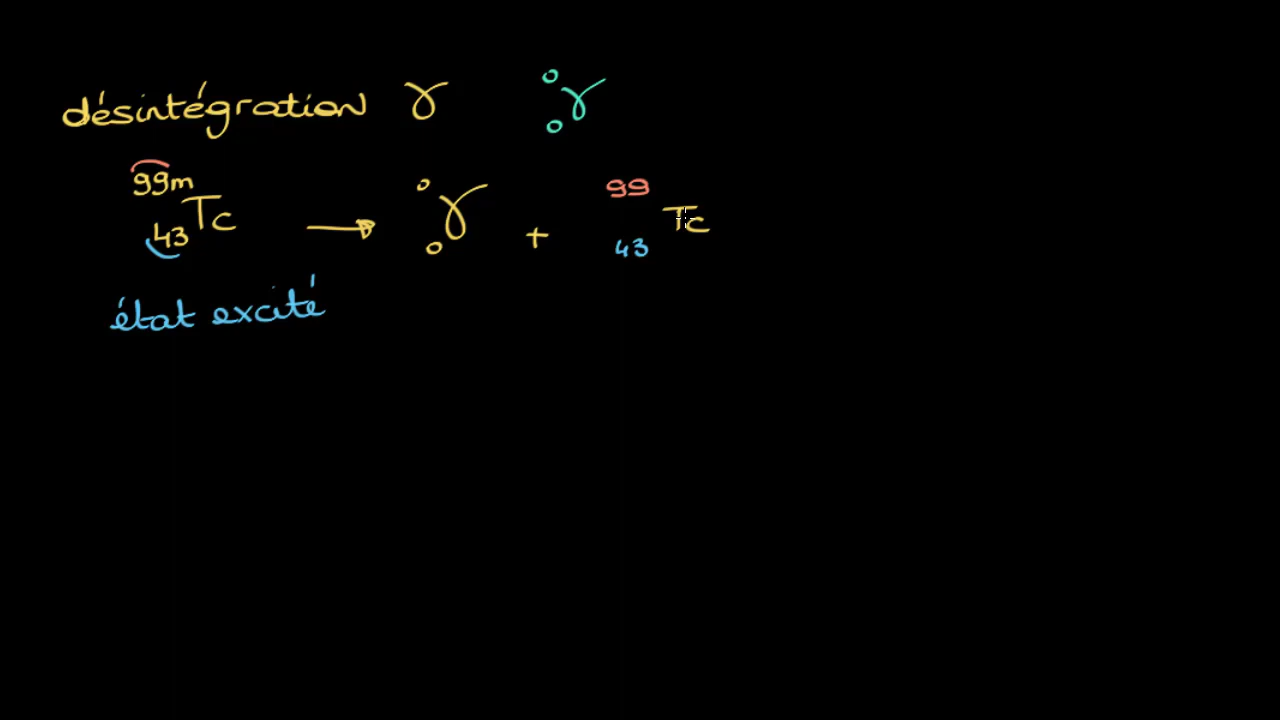 désintégration γ ⁰₀γ
⁹⁹ᵐ₄₃Tc → ⁰₀γ + ⁹⁹₄₃Tc
état excité